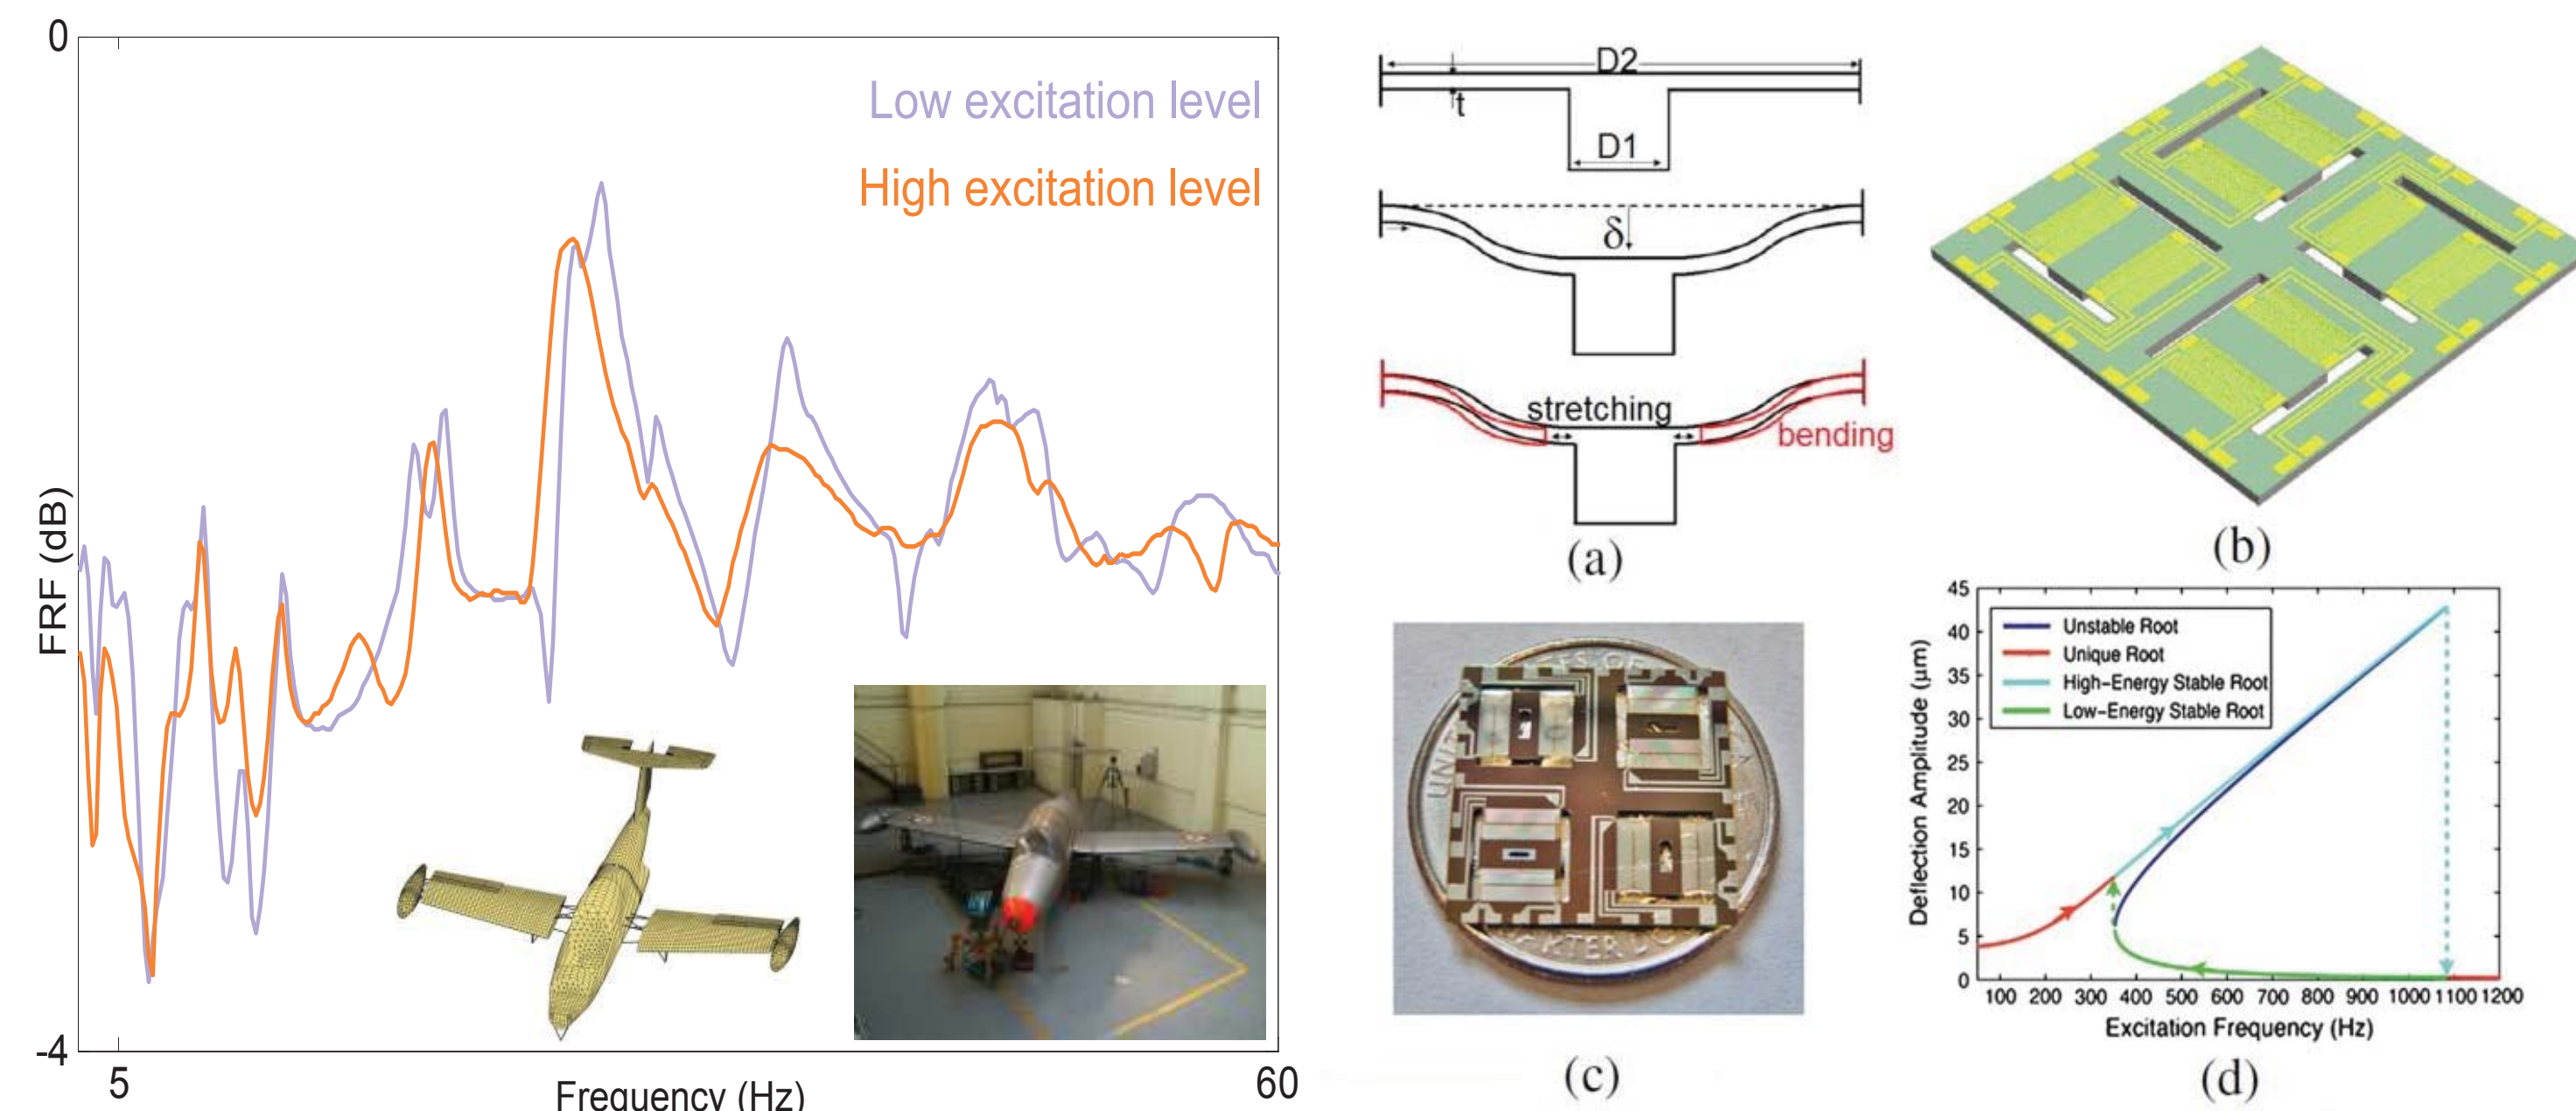 0
Low excitation level
High excitation level
FRF (dB)
-4
5
60
Frequency (Hz)
D2
t
D1
δ
stretching
bending
(a)
(b)
(c)
45
40
35
30
25
20
15
10
5
0
Deflection Amplitude (μm)
Unstable Root
Unique Root
High-Energy Stable Root
Low-Energy Stable Root
100 200 300 400 500 600 700 800 900 1000 1100 1200
Excitation Frequency (Hz)
(d)